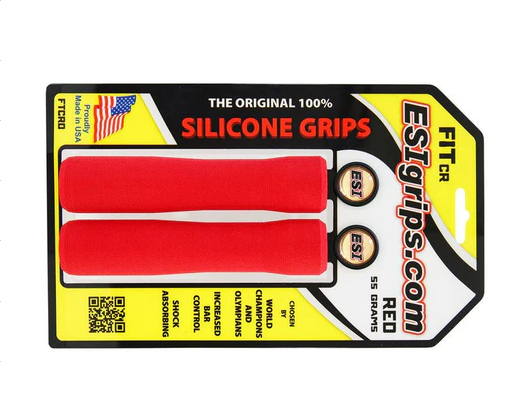 THE ORIGINAL 100%
SILICONE GRIPS
Proudly
Made in USA
FTCRD
FIT CR
ESIgrips.com
RED
55 GRAMS
ESI
ESI
CHOSEN
BY
WORLD
CHAMPIONS
AND
OLYMPIANS
INCREASED
BAR
CONTROL
SHOCK
ABSORBING